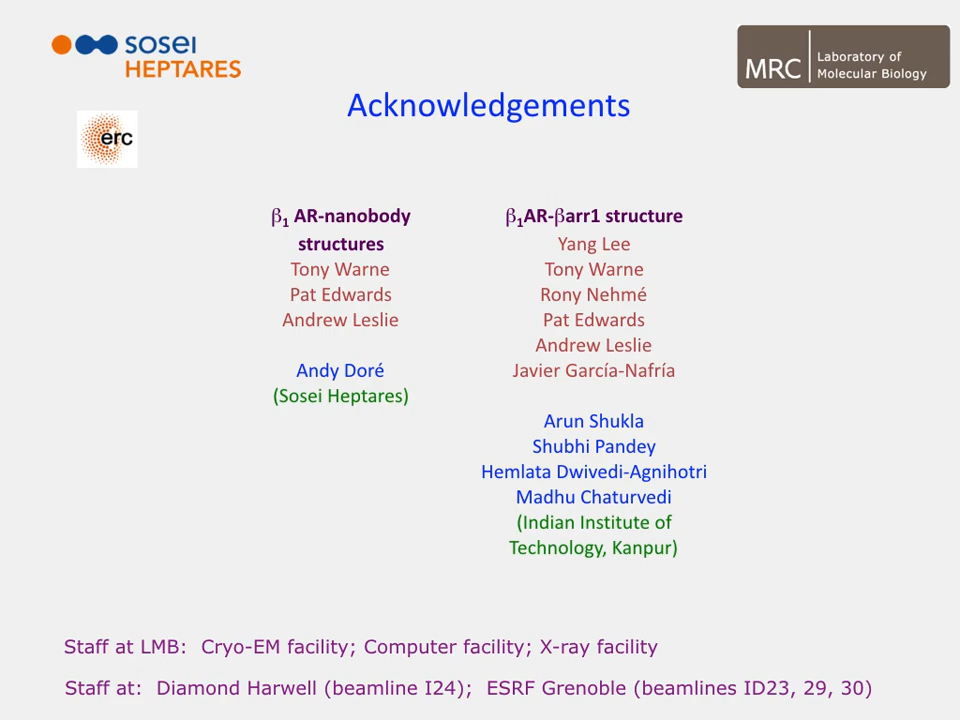 sosei
HEPTARES
MRC
Laboratory of
Molecular Biology
Acknowledgements
erc
β1 AR-nanobody
structures
Tony Warne
Pat Edwards
Andrew Leslie
Andy Doré
(Sosei Heptares)
β1AR-βarr1 structure
Yang Lee
Tony Warne
Rony Nehmé
Pat Edwards
Andrew Leslie
Javier García-Nafría
Arun Shukla
Shubhi Pandey
Hemlata Dwivedi-Agnihotri
Madhu Chaturvedi
(Indian Institute of
Technology, Kanpur)
Staff at LMB:  Cryo-EM facility; Computer facility; X-ray facility
Staff at:  Diamond Harwell (beamline I24);  ESRF Grenoble (beamlines ID23, 29, 30)